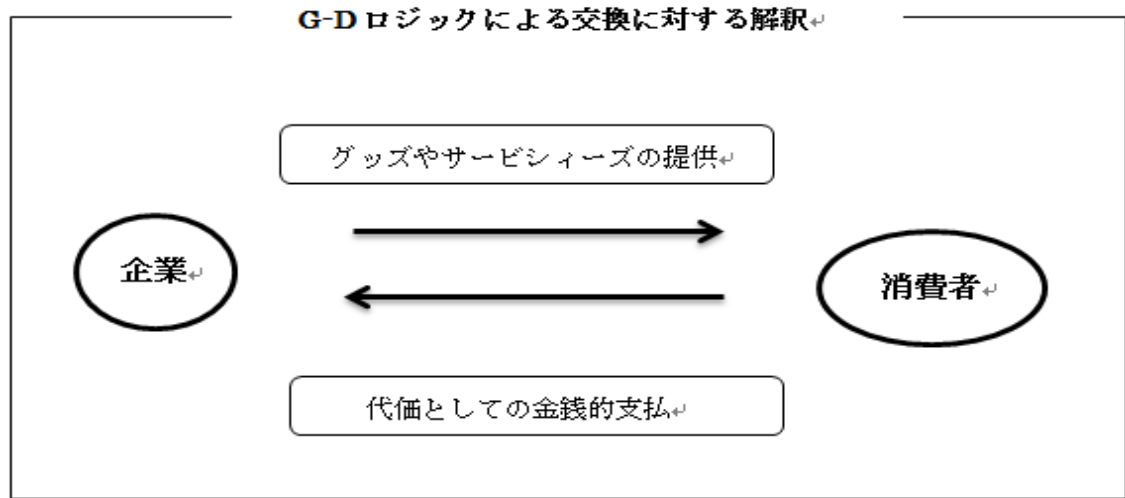 G-Dロジックによる交換に対する解釈↵
グッズやサービシィーズの提供↵
企業↵
消費者↵
代価としての金銭的支払↵